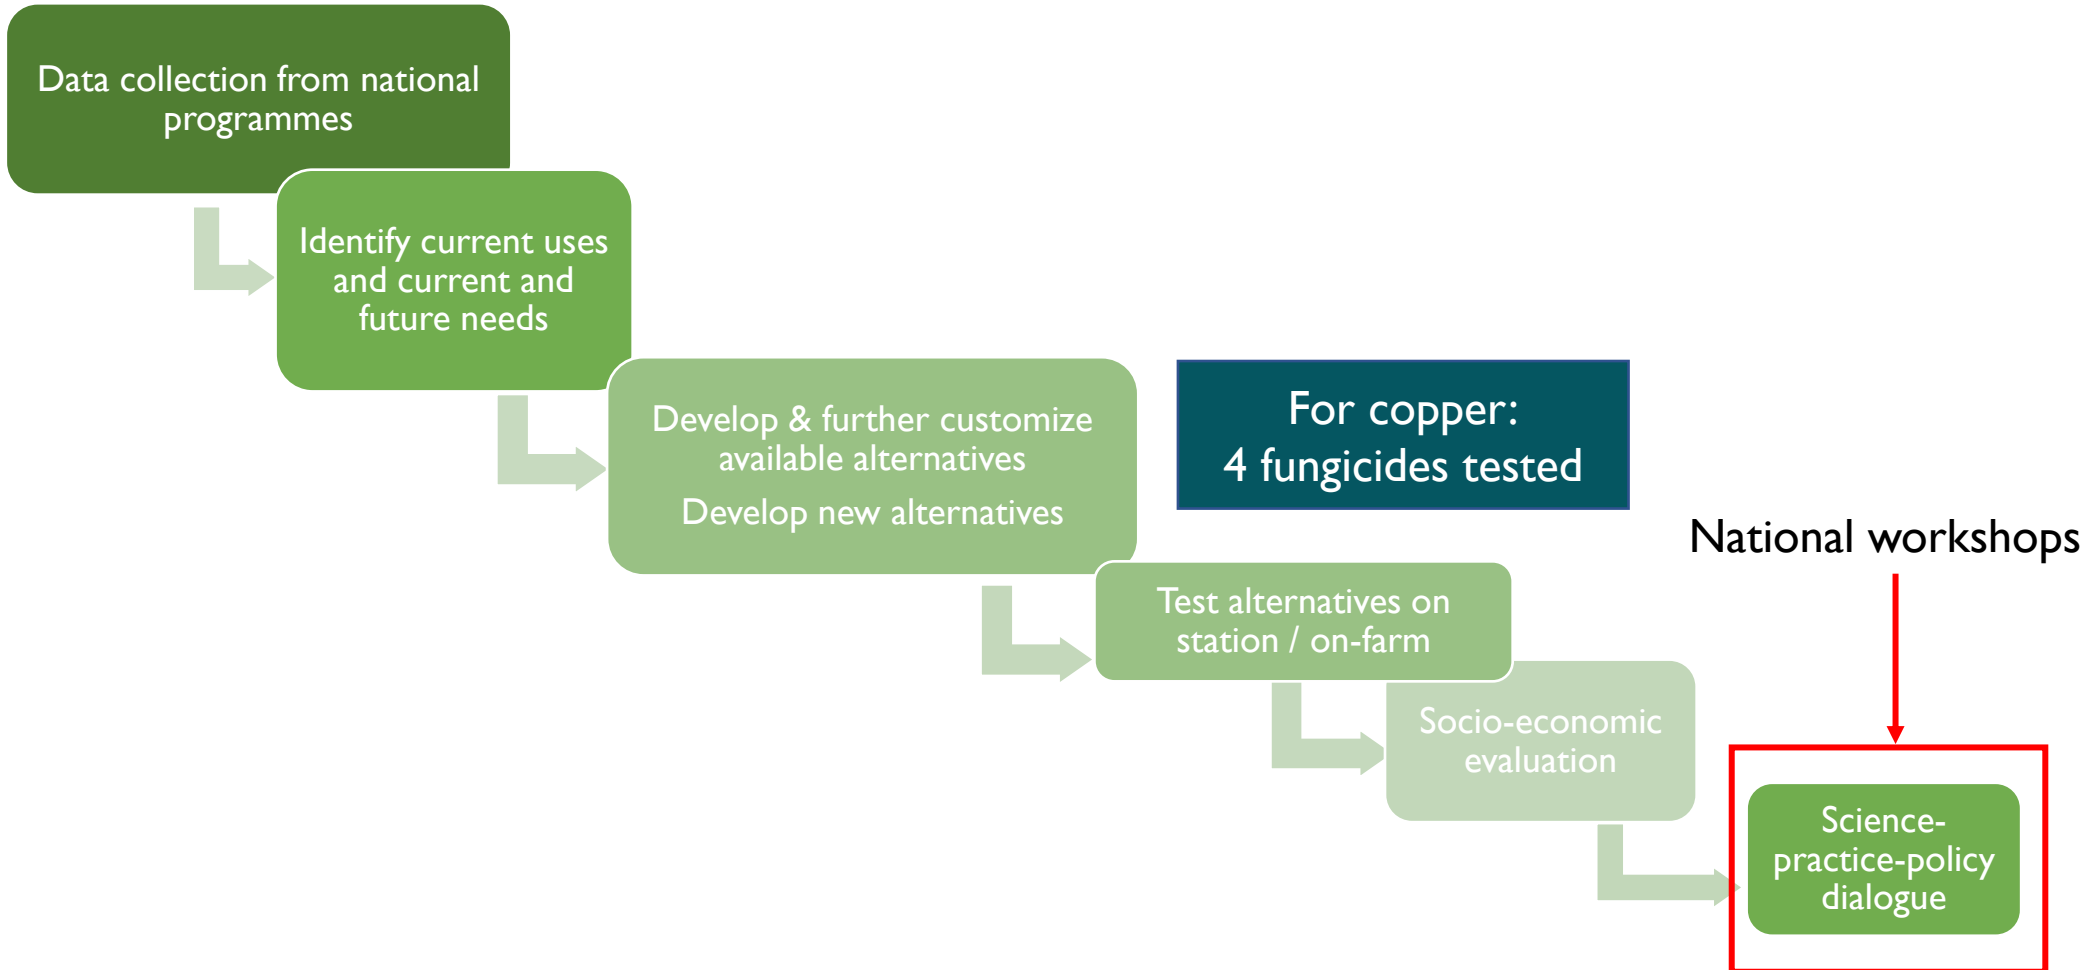 Data collection from national
programmes
Identify current uses
and current and
future needs
Develop & further customize
available alternatives
Develop new alternatives
For copper:
4 fungicides tested
National workshops
Test alternatives on
station / on-farm
Socio-economic
evaluation
Science-
practice-policy
dialogue